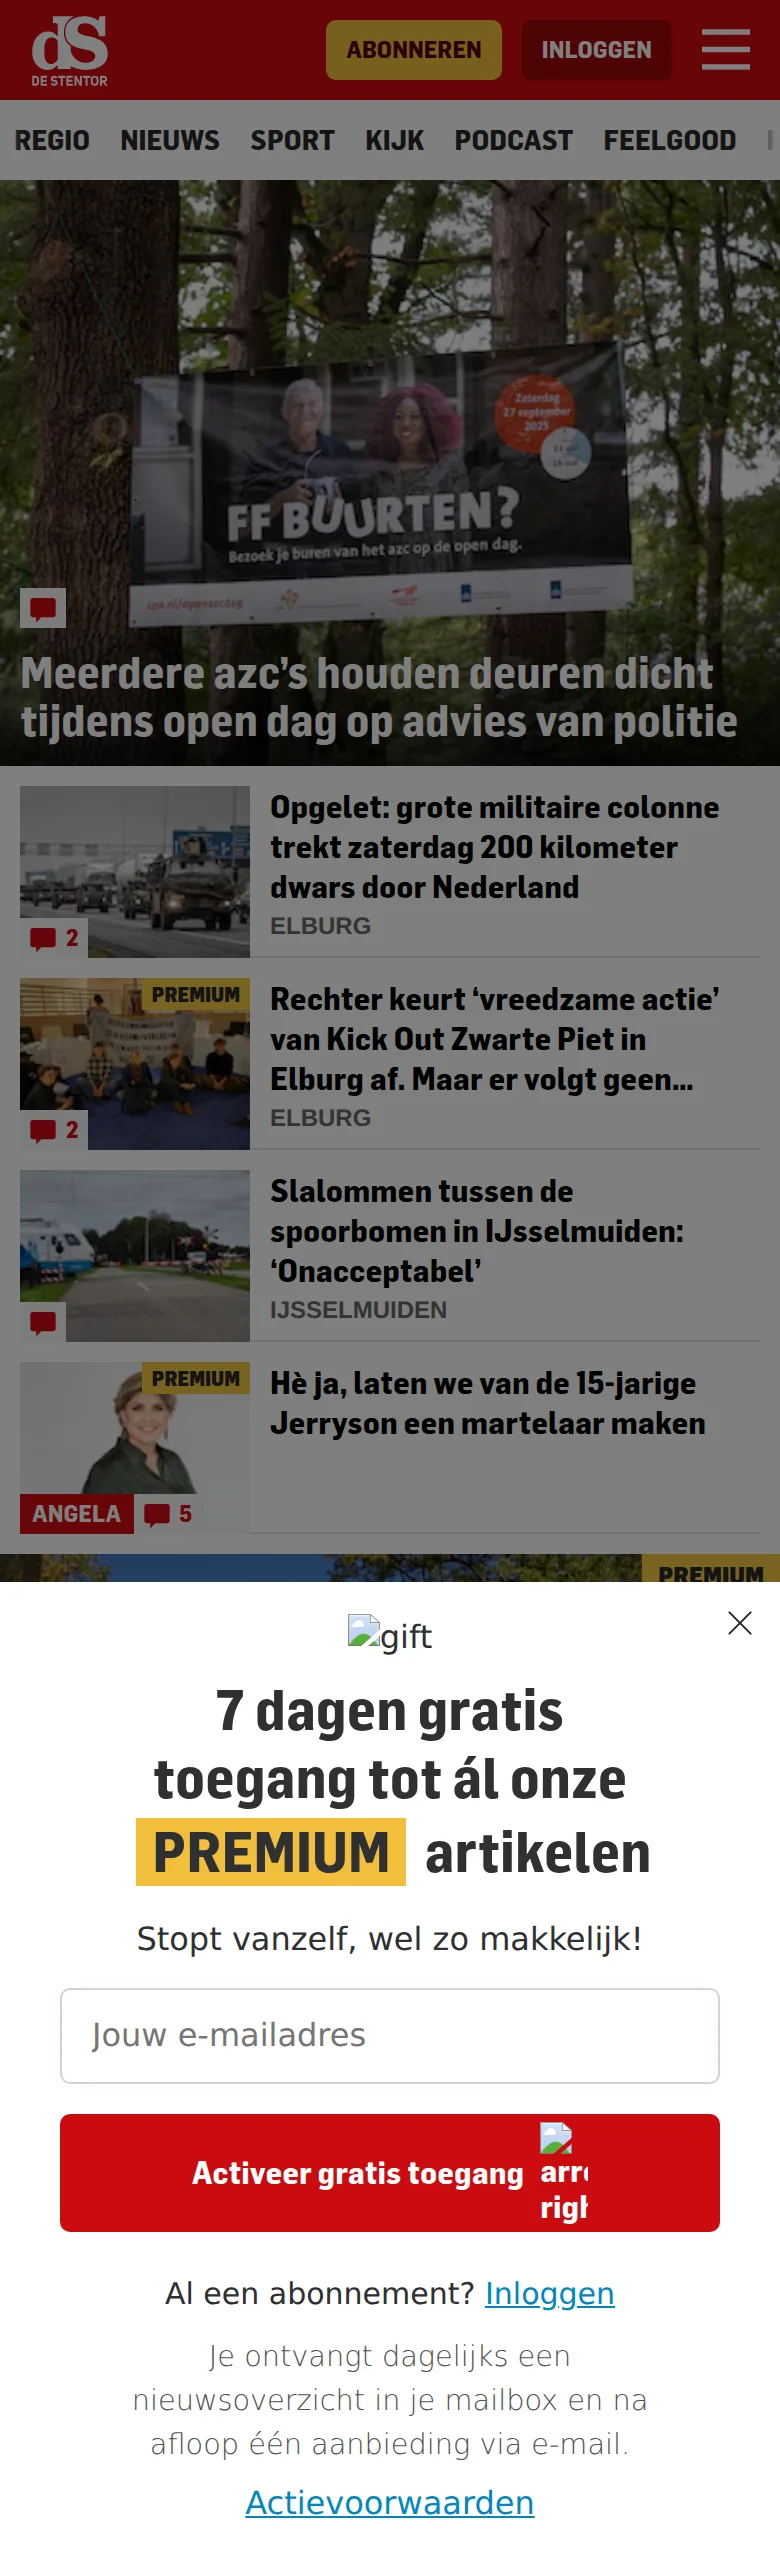 dS
DE STENTOR
ABONNEREN
INLOGGEN
REGIO NIEUWS SPORT KIJK PODCAST FEELGOOD
Zaterdag
27 september
2025
FF BUURTEN?
Bezoek je buren van het azc op de open dag.
coa.nl/openazcdag
Meerdere azc’s houden deuren dicht
tijdens open dag op advies van politie
Opgelet: grote militaire colonne
trekt zaterdag 200 kilometer
dwars door Nederland
ELBURG
2
PREMIUM
Rechter keurt ‘vreedzame actie’
van Kick Out Zwarte Piet in
Elburg af. Maar er volgt geen...
ELBURG
2
Slalommen tussen de
spoorbomen in IJsselmuiden:
‘Onacceptabel’
IJSSELMUIDEN
PREMIUM
Hè ja, laten we van de 15-jarige
Jerryson een martelaar maken
ANGELA
5
PREMIUM
gift
7 dagen gratis
toegang tot ál onze
PREMIUM artikelen
Stopt vanzelf, wel zo makkelijk!
Jouw e-mailadres
Activeer gratis toegang
Al een abonnement? Inloggen
Je ontvangt dagelijks een
nieuwsoverzicht in je mailbox en na
afloop één aanbieding via e-mail.
Actievoorwaarden